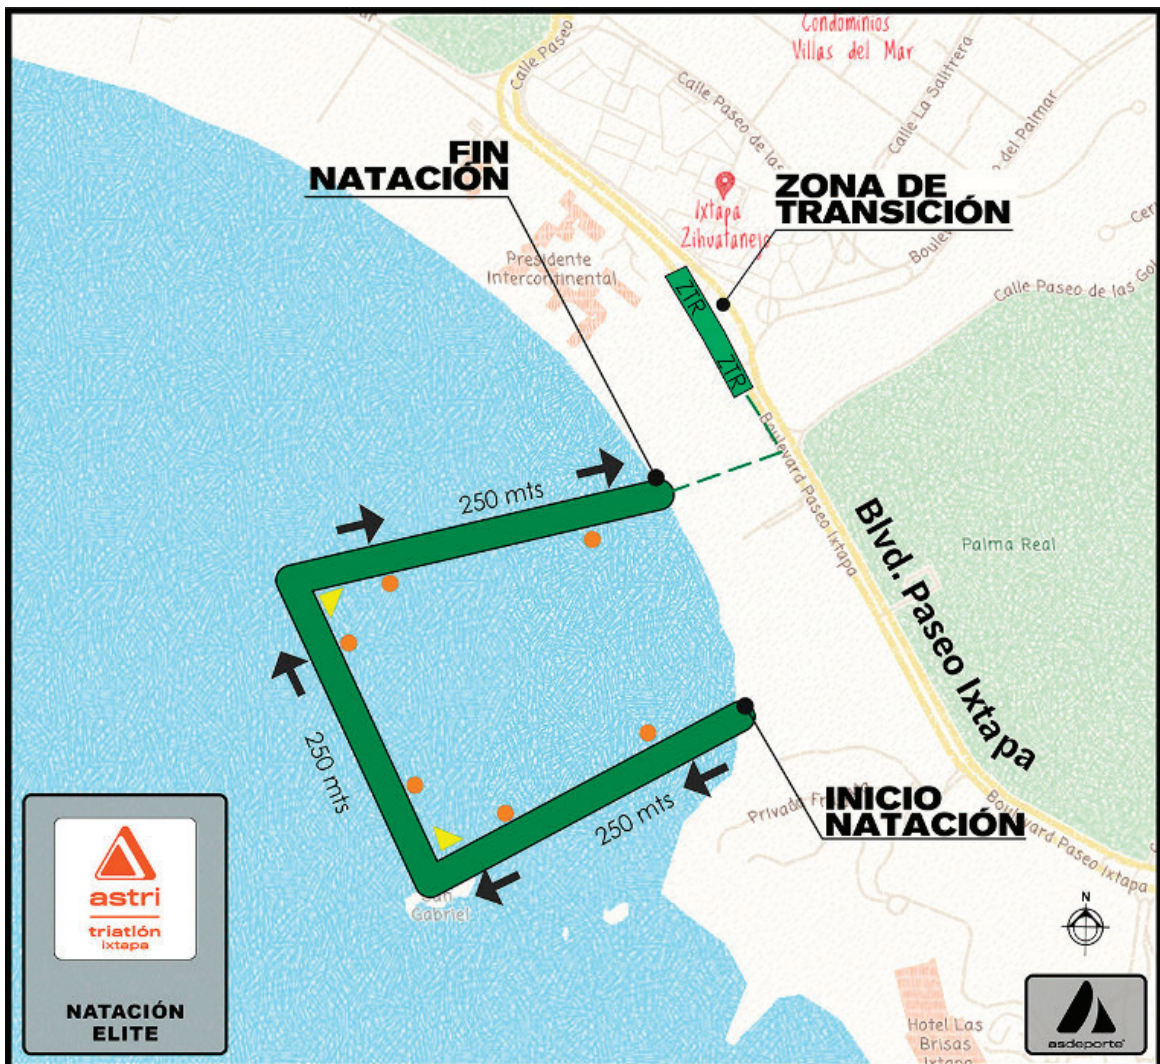 Condominios
Villas del Mar
Calle Paseo
Calle Paseo de las
Calle La Salitrera
del Palmar
FIN
NATACIÓN
ZONA DE
TRANSICIÓN
Ixtapa
Zihuatanejo
Presidente
Intercontinental
ZTR
ZTR
Calle Paseo de las
250 mts
Boulevard Paseo Ixtapa
Blvd. Paseo Ixtapa
Palma Real
250 mts
250 mts
Privada
INICIO
NATACIÓN
Boulevard Paseo Ixtapa
San
Gabriel
N
astri
triatlón
ixtapa
NATACIÓN
ELITE
Hotel Las
Brisas
Ixtapa
asdeporte